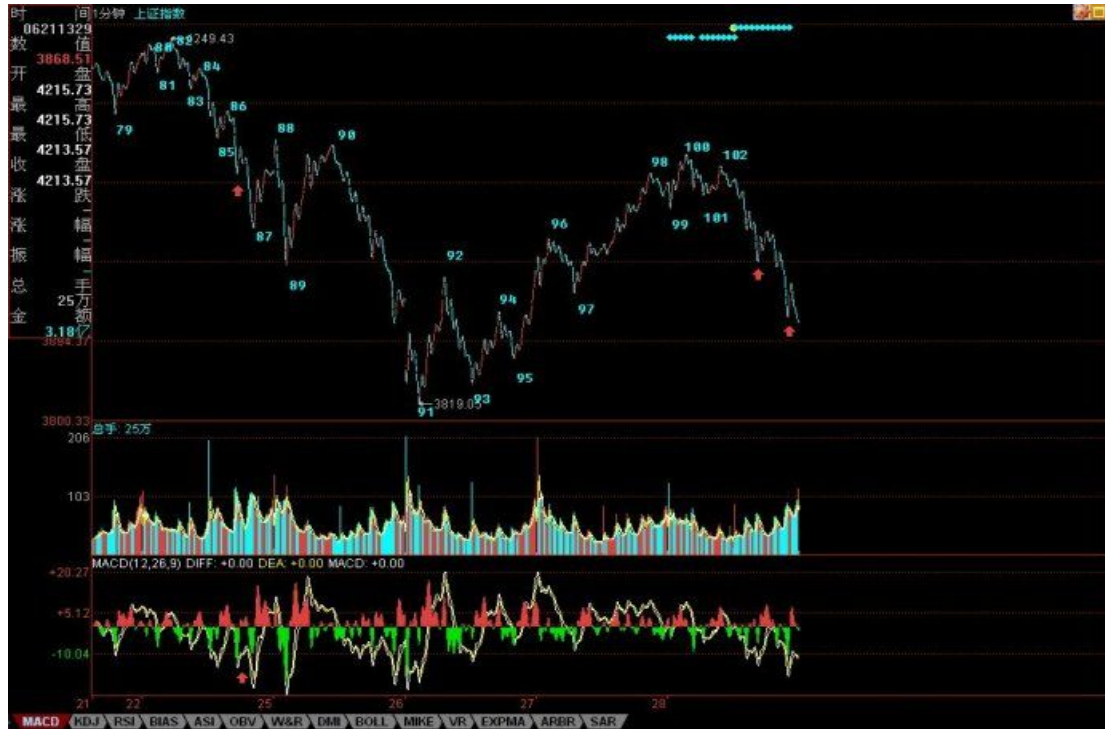 时 间 1分钟 上证指数
06211329
数 值
3868.51
开 盘
4215.73
最 高
4215.73
最 低
4213.57
收 盘
4213.57
涨 跌
涨 幅
振 幅
总 手
25万
金 额
3.18亿
3894.37
3800.33
4249.43
3819.05
79
80
81
82
83
84
85
86
87
88
89
90
91
92
93
94
95
96
97
98
99
100
101
102
总手: 25万
206
103
MACD(12,26,9) DIFF: +0.00 DEA: +0.00 MACD: +0.00
+20.27
+5.12
-10.04
21 22 25 26 27 28
MACD KDJ RSI BIAS ASI OBV W&R DMI BOLL MIKE VR EXPMA ARBR SAR